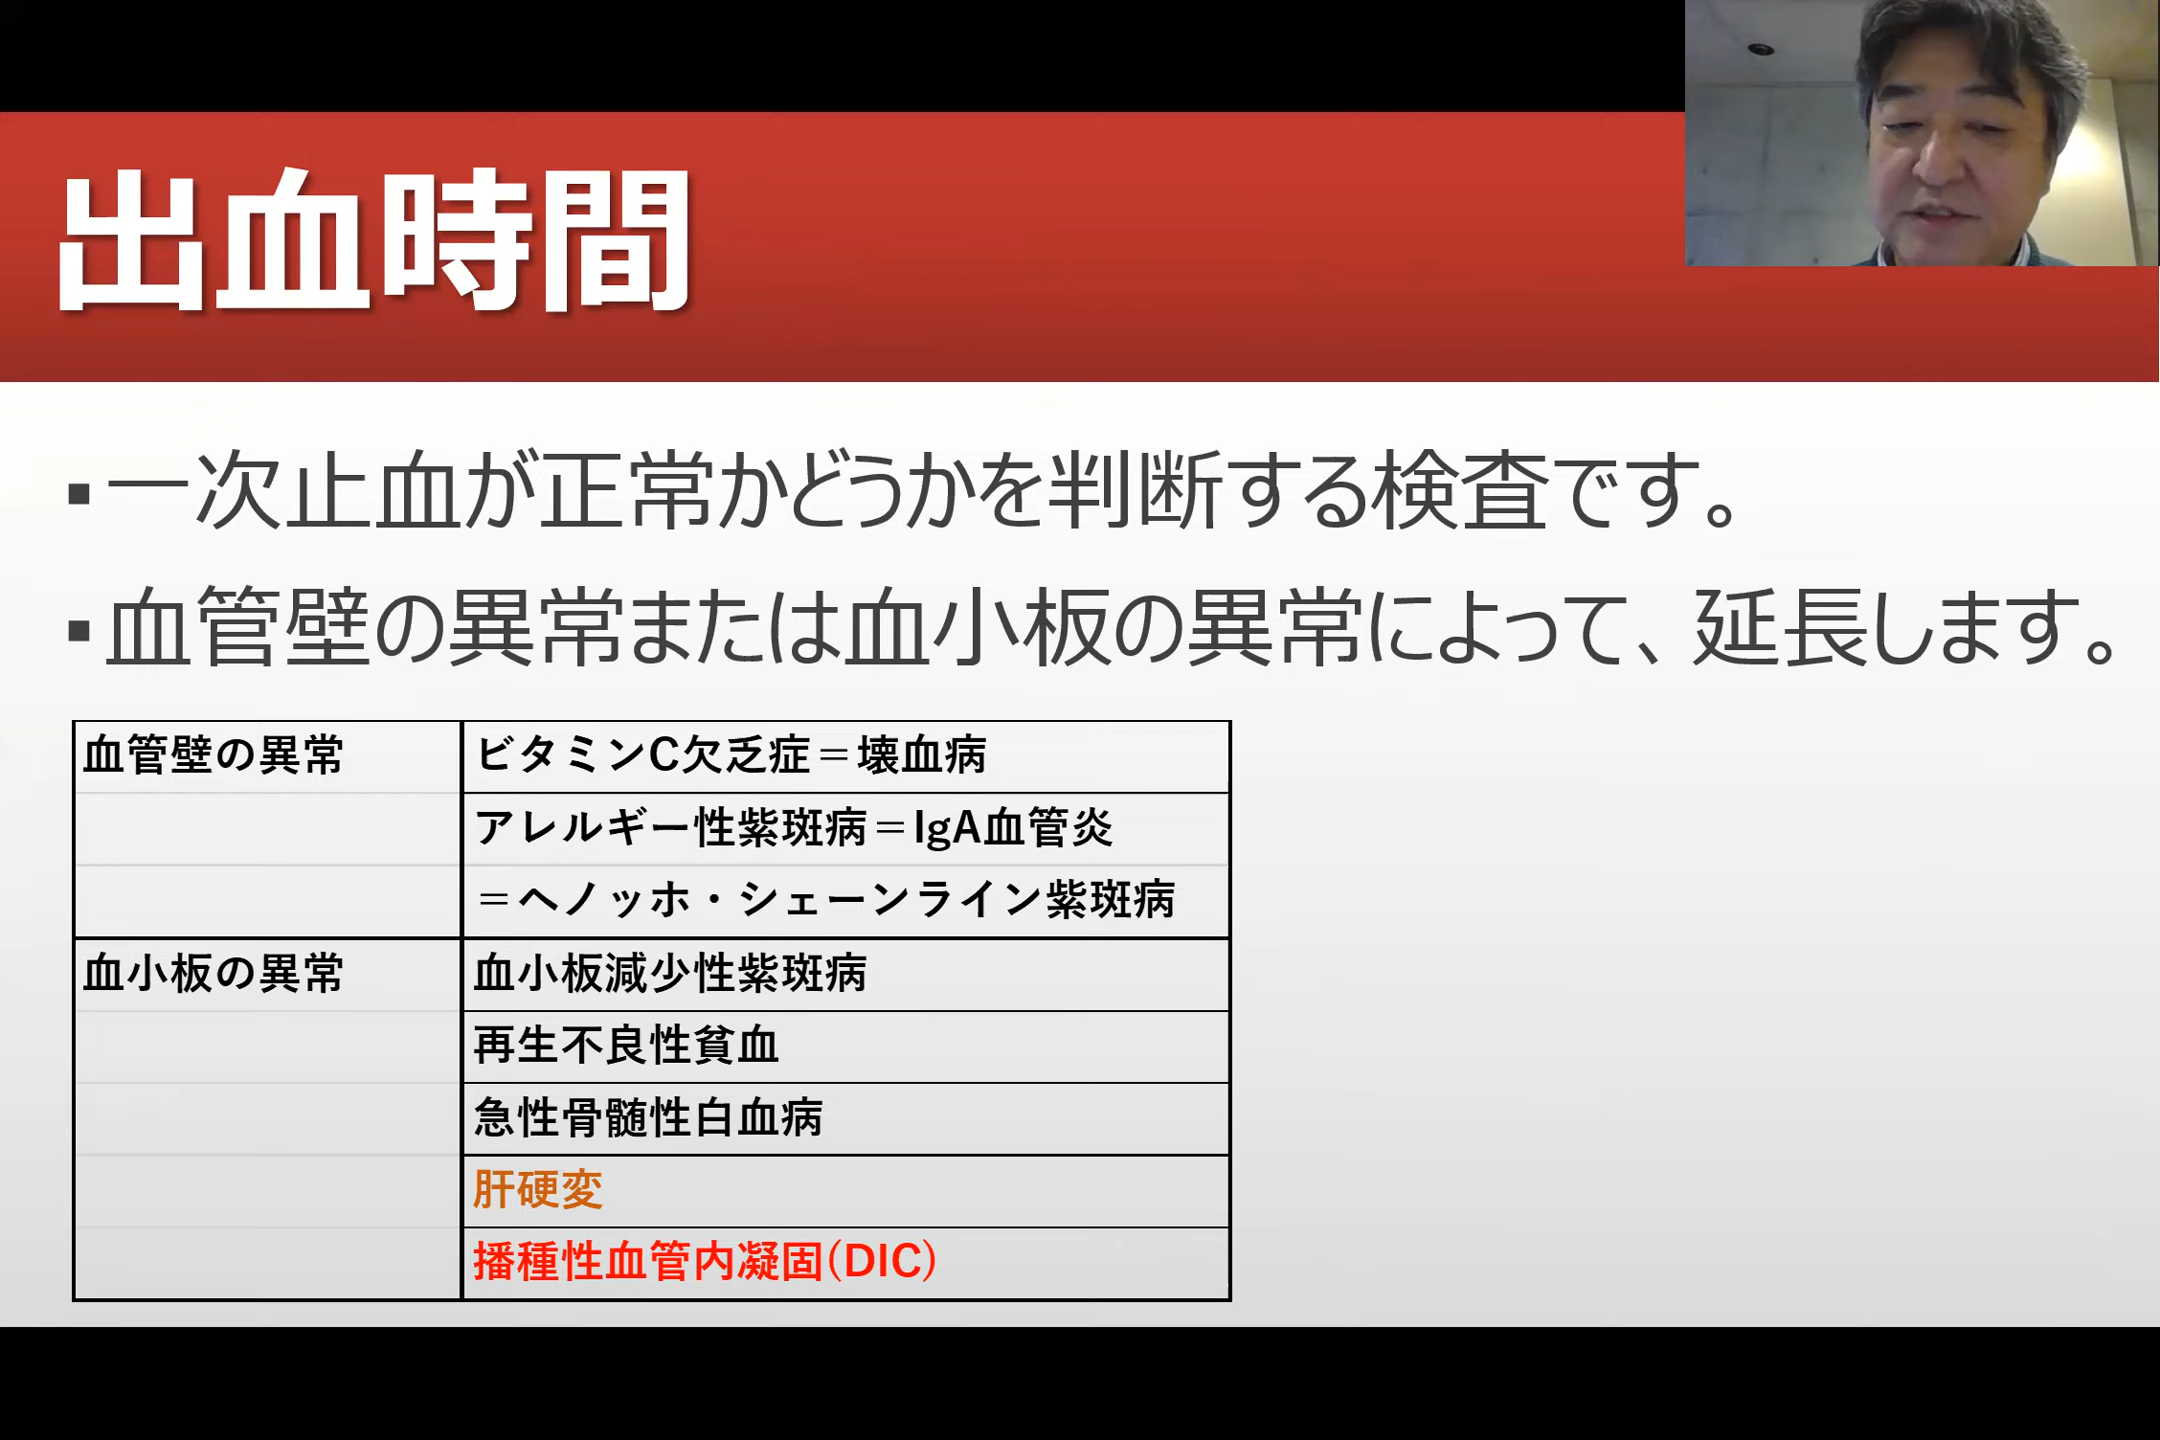 出血時間
▪一次止血が正常かどうかを判断する検査です。
▪血管壁の異常または血小板の異常によって、延長します。
血管壁の異常 ビタミンC欠乏症＝壊血病
アレルギー性紫斑病＝IgA血管炎
＝ヘノッホ・シェーンライン紫斑病
血小板の異常 血小板減少性紫斑病
再生不良性貧血
急性骨髄性白血病
肝硬変
播種性血管内凝固(DIC)